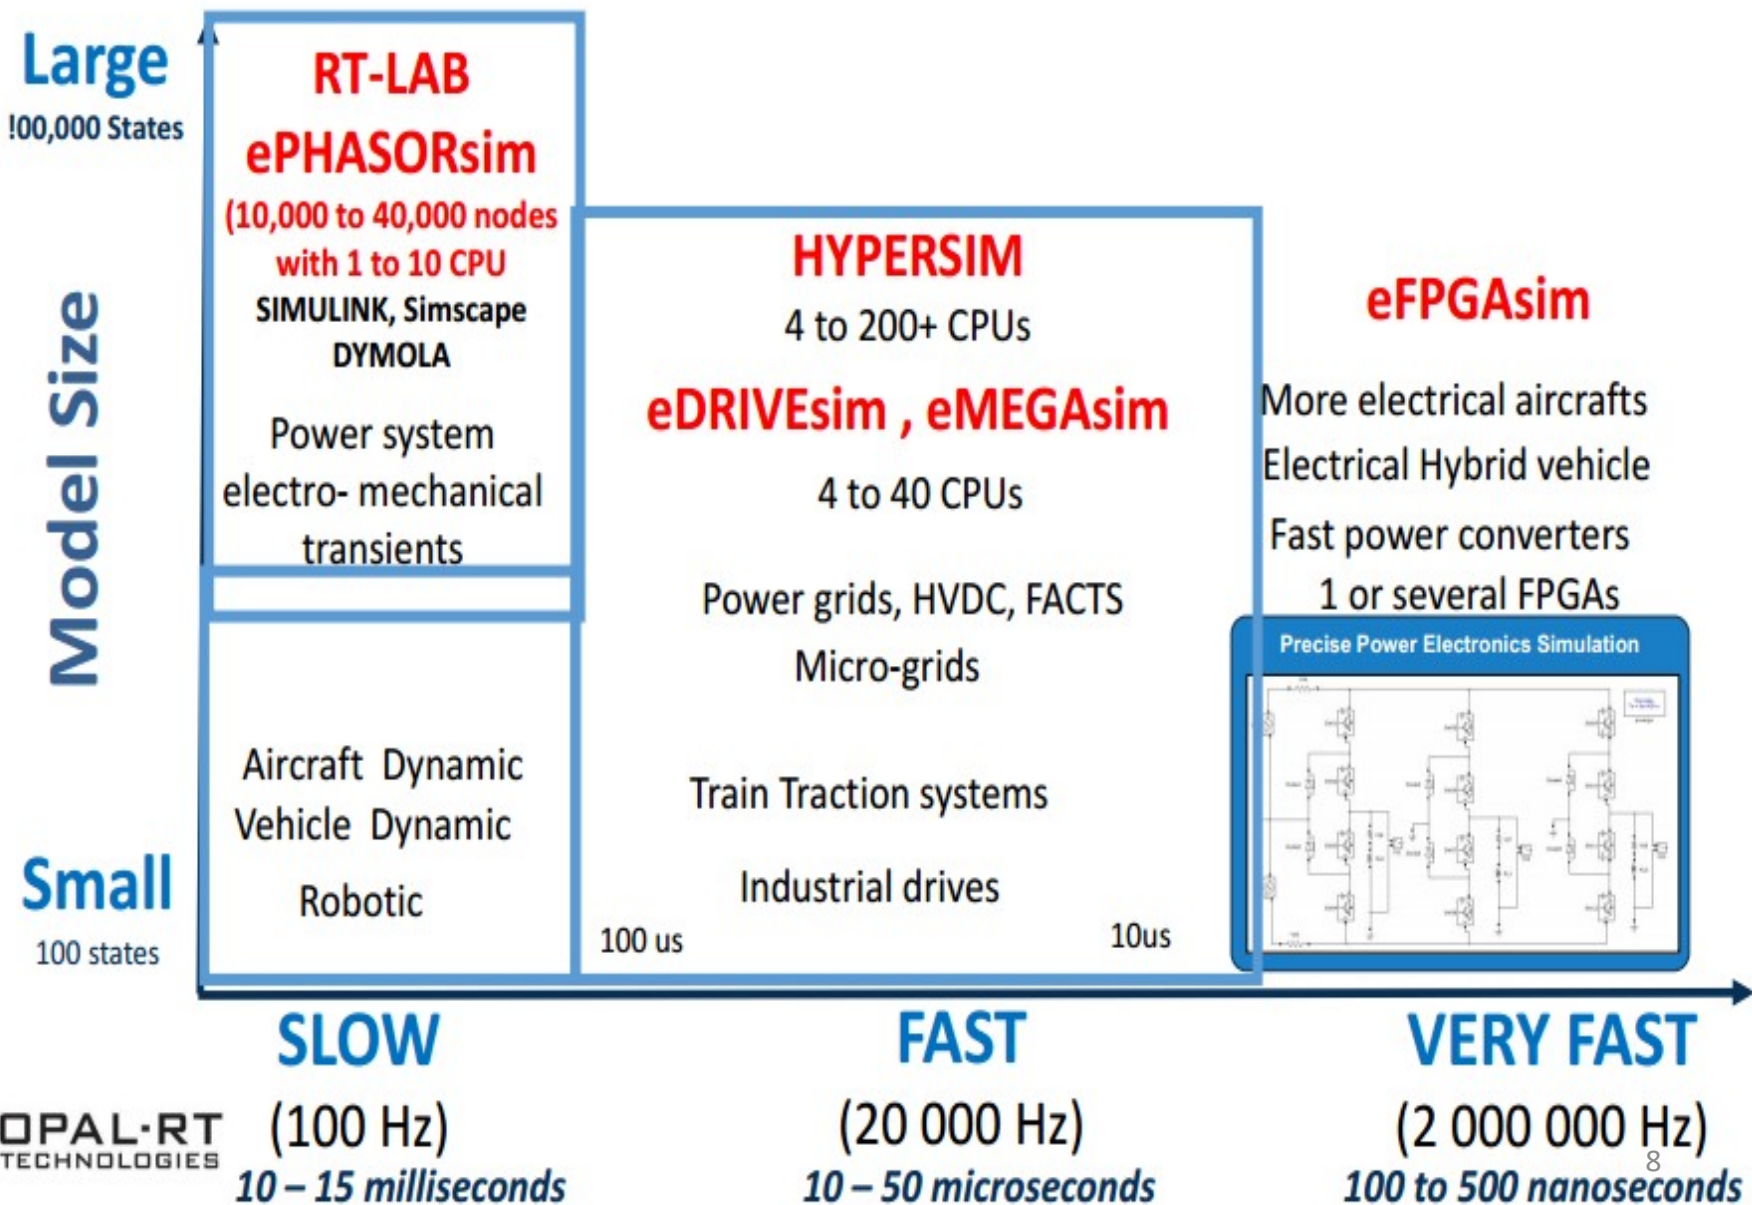 Large
!00,000 States
Model Size
Small
100 states
RT-LAB
ePHASORsim
(10,000 to 40,000 nodes
with 1 to 10 CPU
SIMULINK, Simscape
DYMOLA
Power system
electro- mechanical
transients
Aircraft Dynamic
Vehicle Dynamic
Robotic
HYPERSIM
4 to 200+ CPUs
eDRIVEsim , eMEGAsim
4 to 40 CPUs
Power grids, HVDC, FACTS
Micro-grids
Train Traction systems
Industrial drives
100 us
10us
eFPGAsim
More electrical aircrafts
Electrical Hybrid vehicle
Fast power converters
1 or several FPGAs
Precise Power Electronics Simulation
SLOW
(100 Hz)
10 – 15 milliseconds
FAST
(20 000 Hz)
10 – 50 microseconds
VERY FAST
(2 000 000 Hz)
100 to 500 nanoseconds
OPAL-RT
TECHNOLOGIES
8